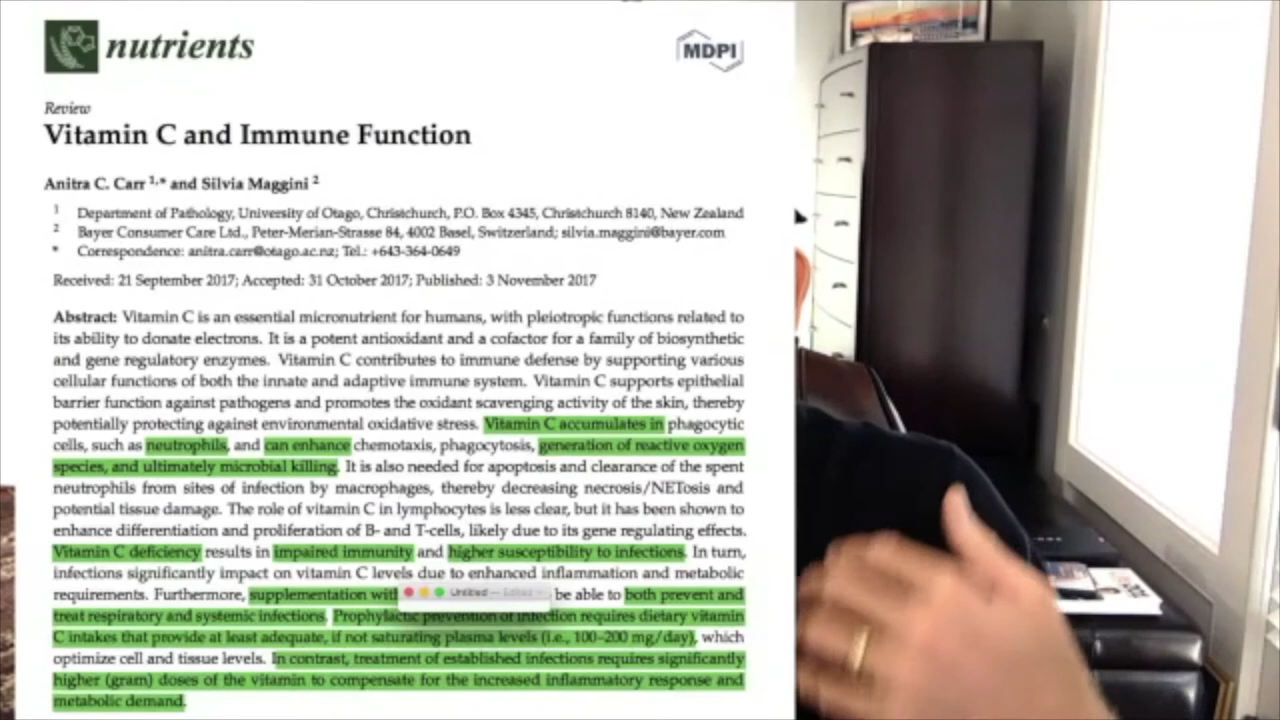 nutrients
MDPI
Review
Vitamin C and Immune Function
Anitra C. Carr 1,* and Silvia Maggini 2
1 Department of Pathology, University of Otago, Christchurch, P.O. Box 4345, Christchurch 8140, New Zealand
2 Bayer Consumer Care Ltd., Peter-Merian-Strasse 84, 4002 Basel, Switzerland; silvia.maggini@bayer.com
* Correspondence: anitra.carr@otago.ac.nz; Tel.: +643-364-0649
Received: 21 September 2017; Accepted: 31 October 2017; Published: 3 November 2017
Abstract: Vitamin C is an essential micronutrient for humans, with pleiotropic functions related to
its ability to donate electrons. It is a potent antioxidant and a cofactor for a family of biosynthetic
and gene regulatory enzymes. Vitamin C contributes to immune defense by supporting various
cellular functions of both the innate and adaptive immune system. Vitamin C supports epithelial
barrier function against pathogens and promotes the oxidant scavenging activity of the skin, thereby
potentially protecting against environmental oxidative stress. Vitamin C accumulates in phagocytic
cells, such as neutrophils, and can enhance chemotaxis, phagocytosis, generation of reactive oxygen
species, and ultimately microbial killing. It is also needed for apoptosis and clearance of the spent
neutrophils from sites of infection by macrophages, thereby decreasing necrosis/NETosis and
potential tissue damage. The role of vitamin C in lymphocytes is less clear, but it has been shown to
enhance differentiation and proliferation of B- and T-cells, likely due to its gene regulating effects.
Vitamin C deficiency results in impaired immunity and higher susceptibility to infections. In turn,
infections significantly impact on vitamin C levels due to enhanced inflammation and metabolic
requirements. Furthermore, supplementation with Untitled — Edited be able to both prevent and
treat respiratory and systemic infections. Prophylactic prevention of infection requires dietary vitamin
C intakes that provide at least adequate, if not saturating plasma levels (i.e., 100–200 mg/day), which
optimize cell and tissue levels. In contrast, treatment of established infections requires significantly
higher (gram) doses of the vitamin to compensate for the increased inflammatory response and
metabolic demand.